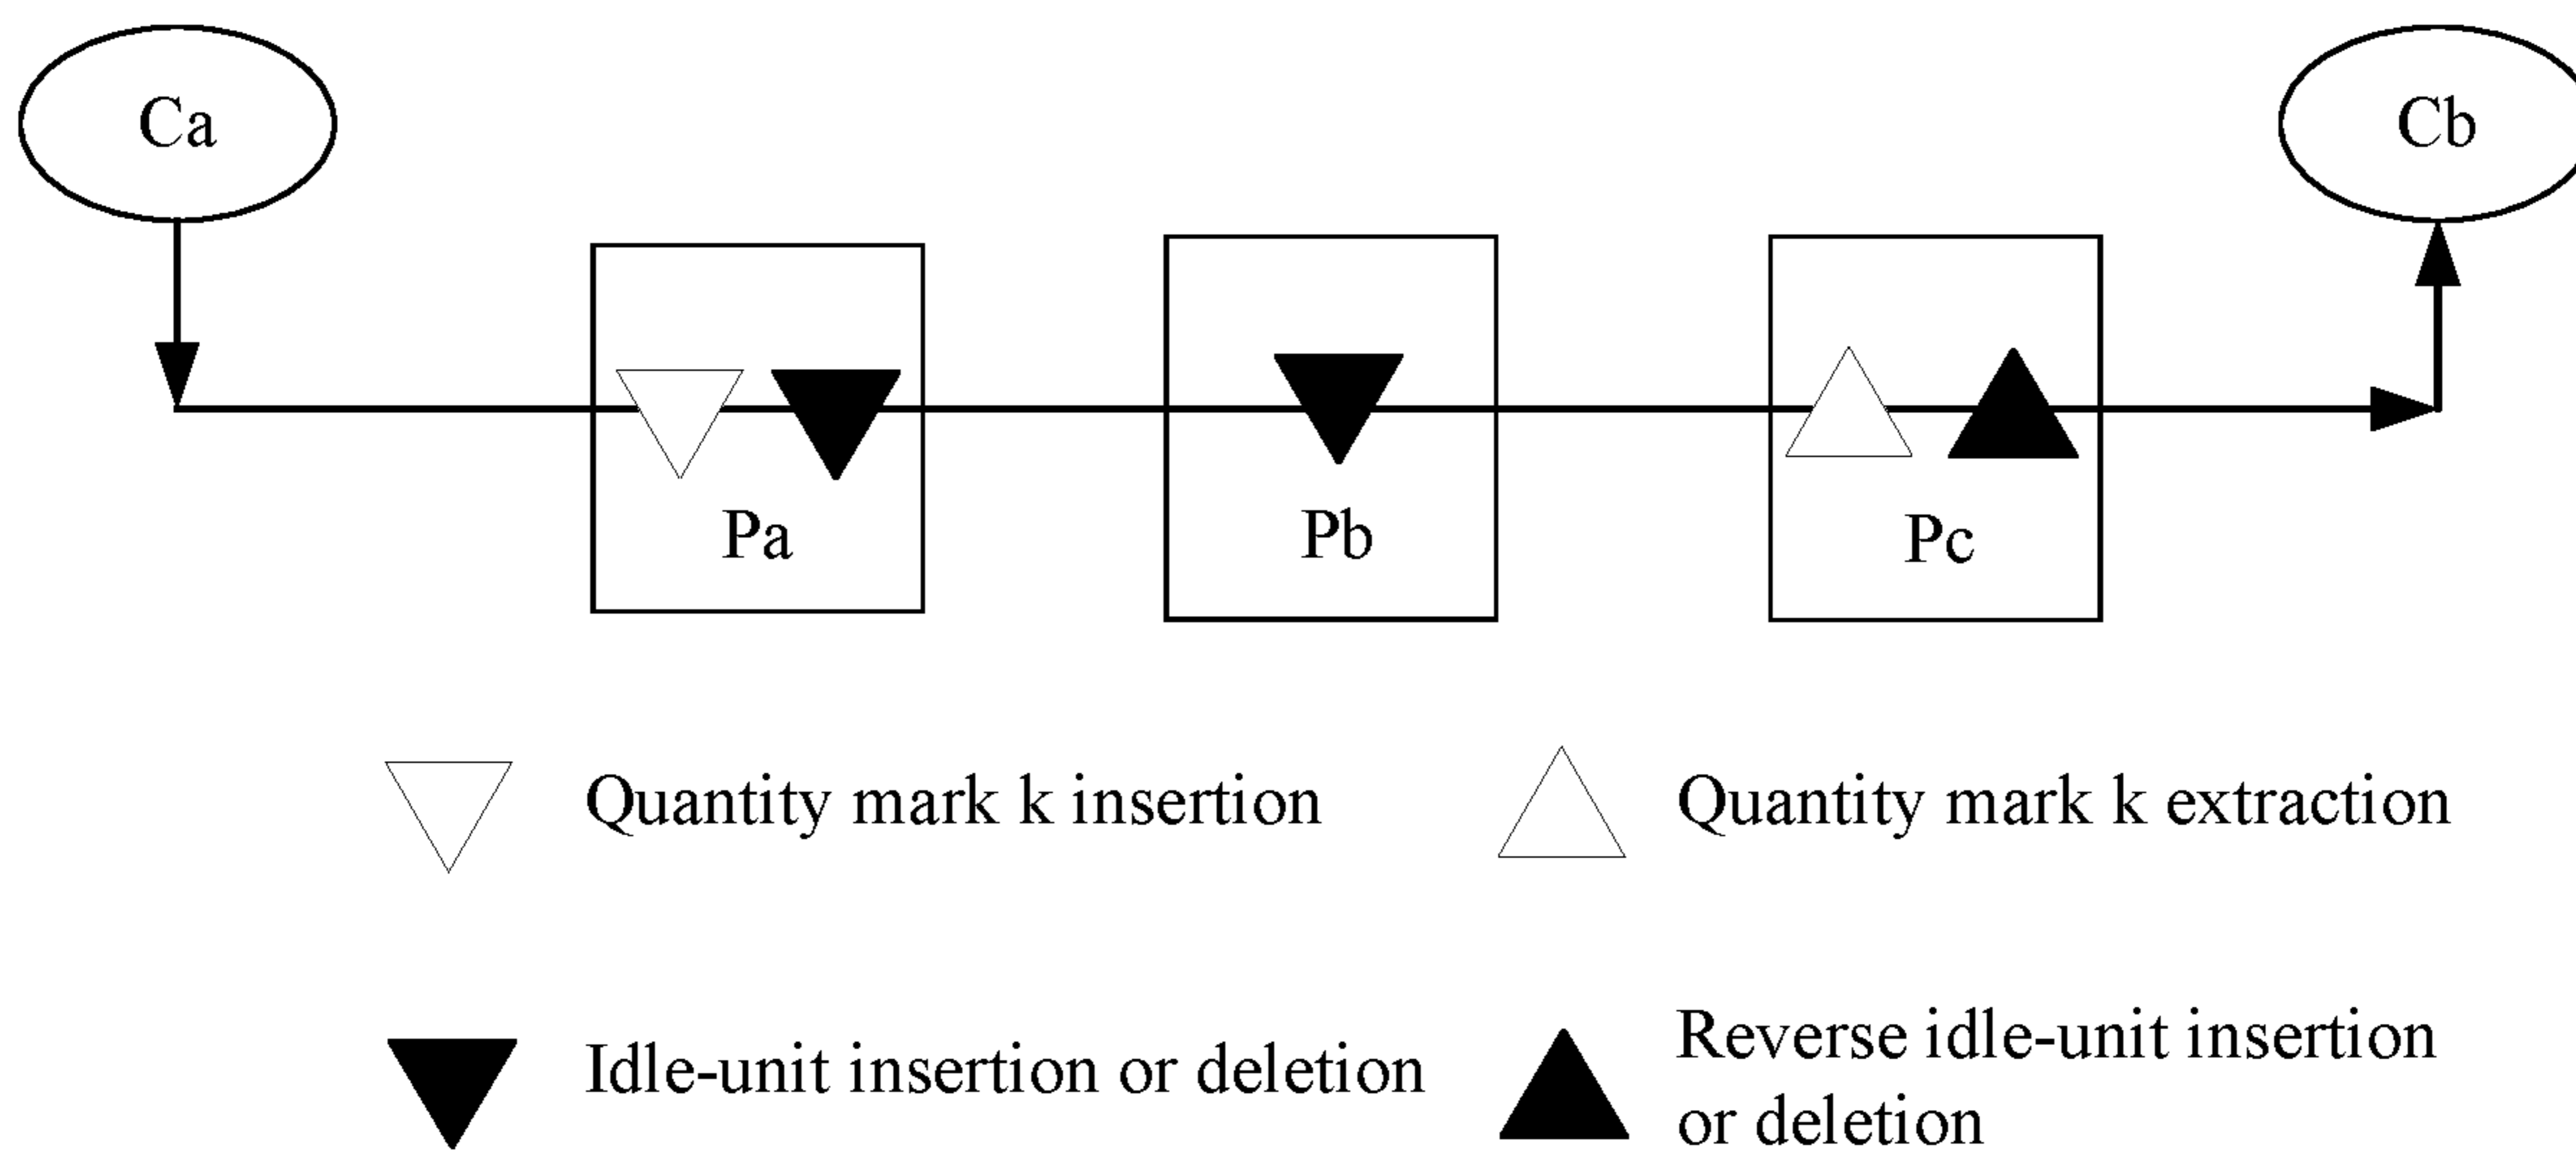 Ca
Cb
Pa
Pb
Pc
Quantity mark k insertion
Quantity mark k extraction
Idle-unit insertion or deletion
Reverse idle-unit insertion
or deletion